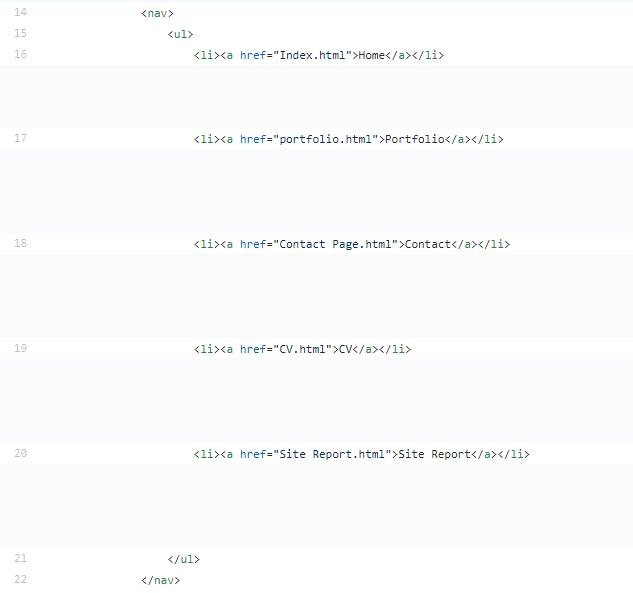 14 <nav>
15 <ul>
16 <li><a href="Index.html">Home</a></li>
17 <li><a href="portfolio.html">Portfolio</a></li>
18 <li><a href="Contact Page.html">Contact</a></li>
19 <li><a href="CV.html">CV</a></li>
20 <li><a href="Site Report.html">Site Report</a></li>
21 </ul>
22 </nav>